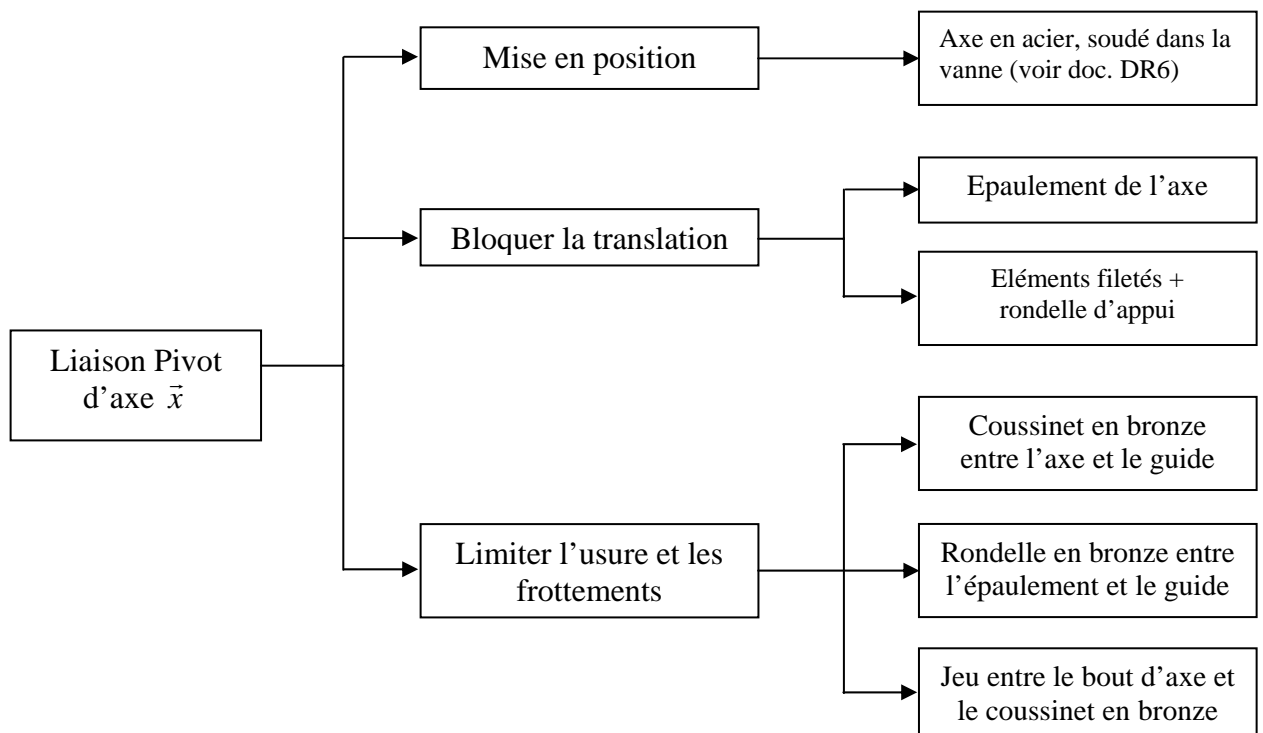 Liaison Pivot
d’axe x⃗
Mise en position
Axe en acier, soudé dans la
vanne (voir doc. DR6)
Bloquer la translation
Epaulement de l’axe
Eléments filetés +
rondelle d’appui
Limiter l’usure et les
frottements
Coussinet en bronze
entre l’axe et le guide
Rondelle en bronze entre
l’épaulement et le guide
Jeu entre le bout d’axe et
le coussinet en bronze